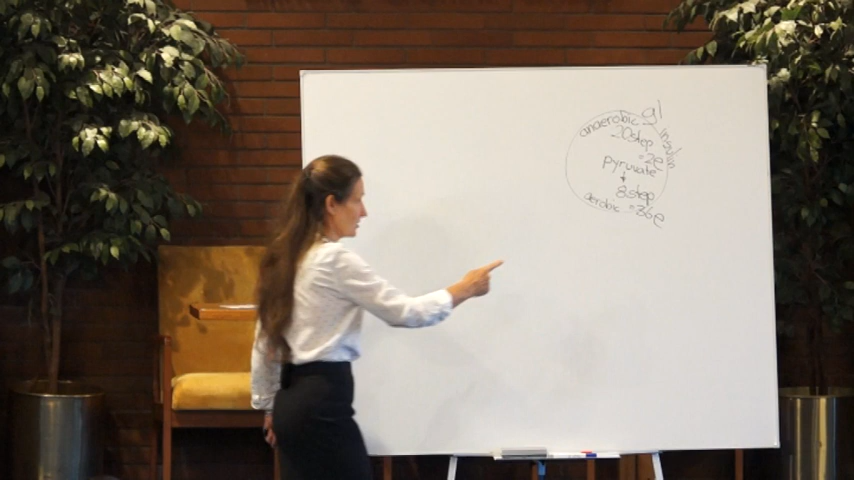 gl
insulin
anaerobic
20step
=2e
pyruvate
↓
8step
aerobic =36e